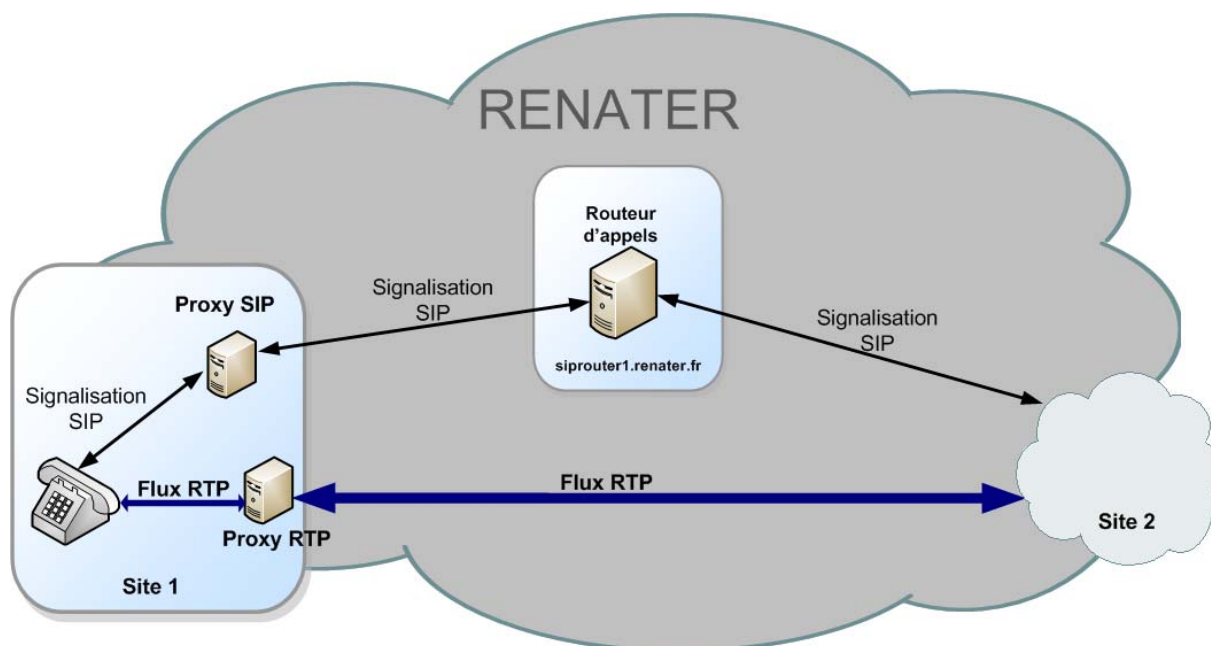 RENATER
Routeur
d'appels
Signalisation
SIP
Proxy SIP
Signalisation
SIP
siprouter1.renater.fr
Signalisation
SIP
Flux RTP
Flux RTP
Proxy RTP
Site 2
Site 1